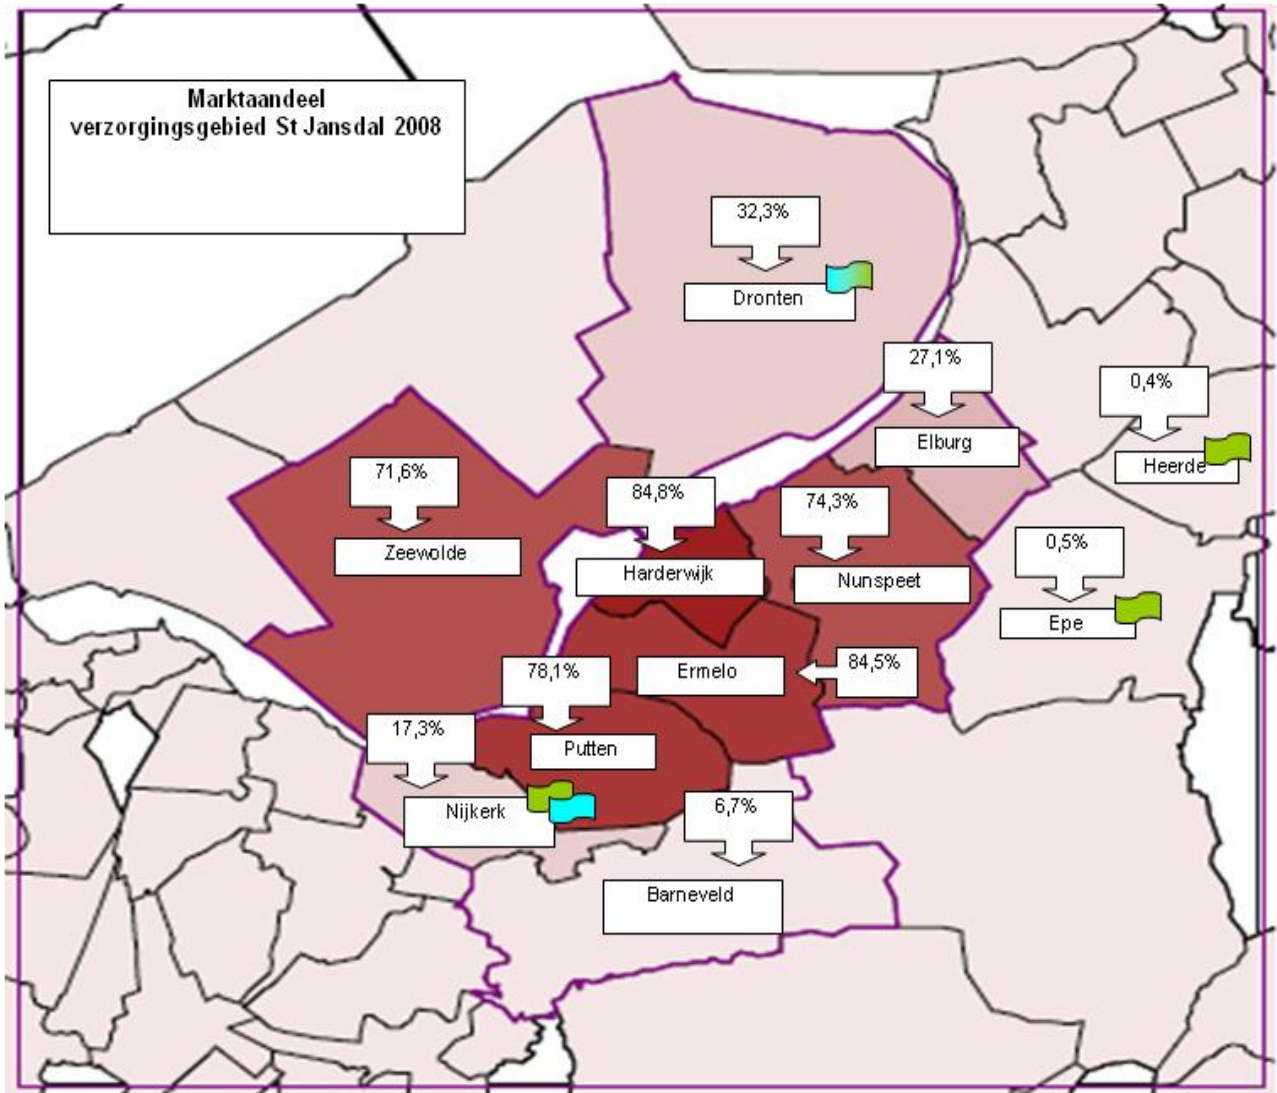 Marktaandeel
verzorgingsgebied St Jansdal 2008
32,3%
Dronten
27,1%
Elburg
0,4%
Heerde
71,6%
Zeewolde
84,8%
Harderwijk
74,3%
Nunspeet
0,5%
Epe
78,1%
Putten
Ermelo
84,5%
17,3%
Nijkerk
6,7%
Barneveld